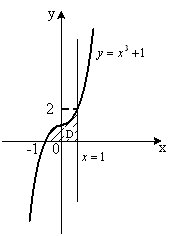 y
y = x³ + 1
2
D
-1 0 x
x = 1